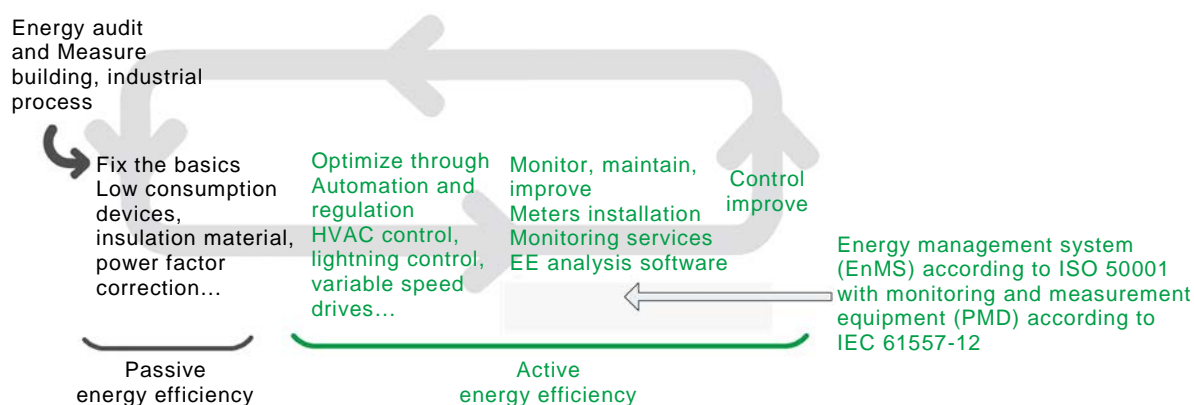 Energy audit
and Measure
building, industrial
process
Fix the basics
Low consumption
devices,
insulation material,
power factor
correction…
Optimize through
Automation and
regulation
HVAC control,
lightning control,
variable speed
drives…
Monitor, maintain,
improve
Meters installation
Monitoring services
EE analysis software
Control
improve
Energy management system
(EnMS) according to ISO 50001
with monitoring and measurement
equipment (PMD) according to
IEC 61557-12
Passive
energy efficiency
Active
energy efficiency